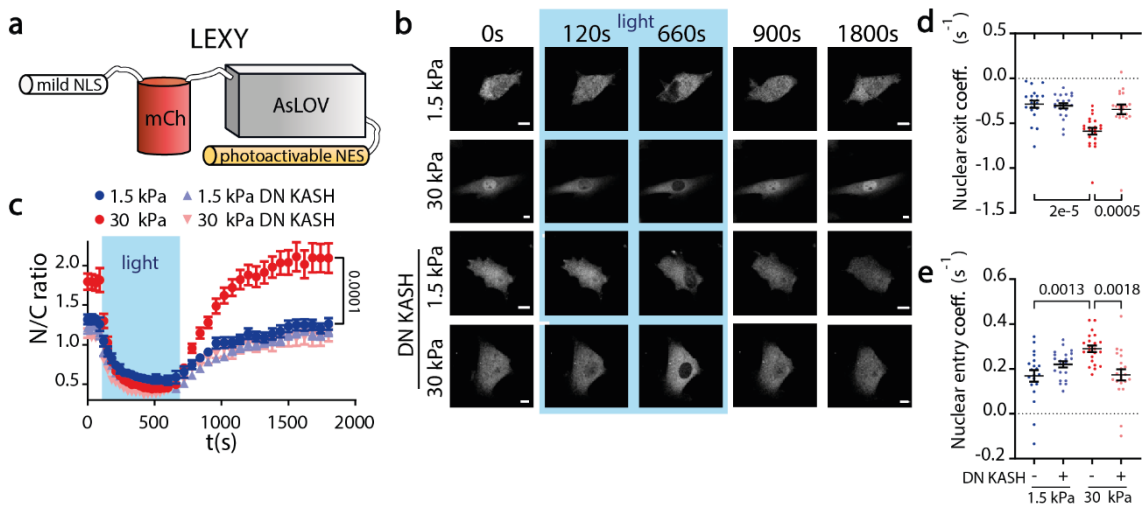 a
LEXY
mild NLS
mCh
AsLOV
photoactivable NES
b
light
0s
120s
660s
900s
1800s
1.5 kPa
30 kPa
DN KASH
1.5 kPa
30 kPa
c
1.5 kPa
1.5 kPa DN KASH
30 kPa
30 kPa DN KASH
N/C ratio
2.0
1.5
1.0
0.5
light
0.0001
0
500
1000
1500
2000
t(s)
d
Nuclear exit coeff. (s⁻¹)
0.0
-0.5
-1.0
-1.5
2e-5
0.0005
e
Nuclear entry coeff. (s⁻¹)
0.6
0.4
0.2
0.0
-0.2
0.0013
0.0018
DN KASH
- + - +
1.5 kPa
30 kPa